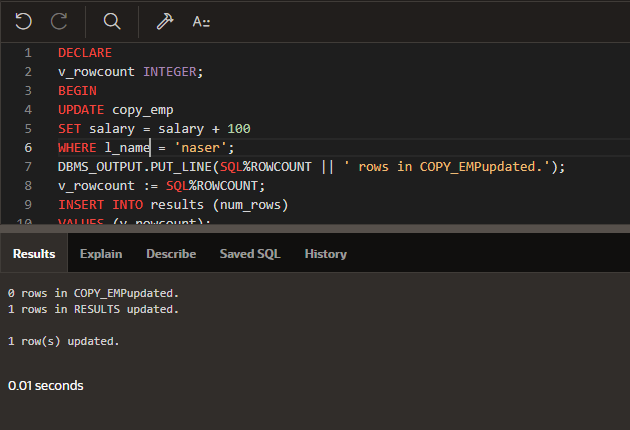 A::
1 DECLARE
2 v_rowcount INTEGER;
3 BEGIN
4 UPDATE copy_emp
5 SET salary = salary + 100
6 WHERE l_name = 'naser';
7 DBMS_OUTPUT.PUT_LINE(SQL%ROWCOUNT || ' rows in COPY_EMPupdated.');
8 v_rowcount := SQL%ROWCOUNT;
9 INSERT INTO results (num_rows)
10 VALUES (v_rowcount);
Results Explain Describe Saved SQL History
0 rows in COPY_EMPupdated.
1 rows in RESULTS updated.
1 row(s) updated.
0.01 seconds